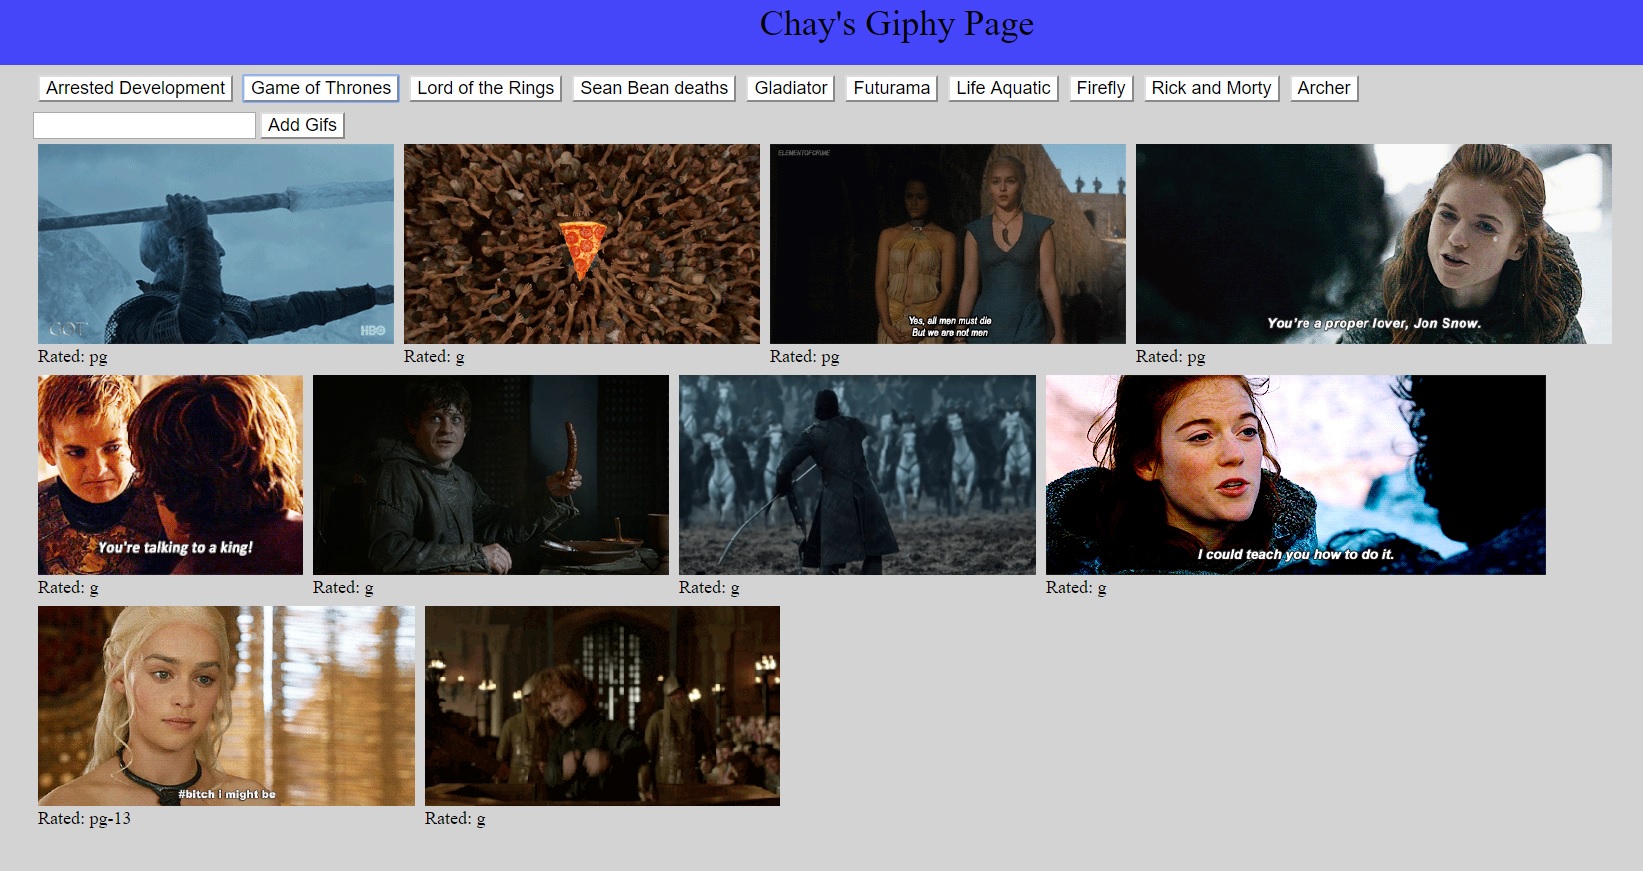 Chay's Giphy Page
Arrested Development Game of Thrones Lord of the Rings Sean Bean deaths Gladiator Futurama Life Aquatic Firefly Rick and Morty Archer
Add Gifs
GOT HBO
ELEMENTOFCRIME
Yes, all men must die
But we are not men
You're a proper lover, Jon Snow.
Rated: pg Rated: g Rated: pg Rated: pg
You're talking to a king!
I could teach you how to do it.
Rated: g Rated: g Rated: g Rated: g
#bitch i might be
Rated: pg-13 Rated: g